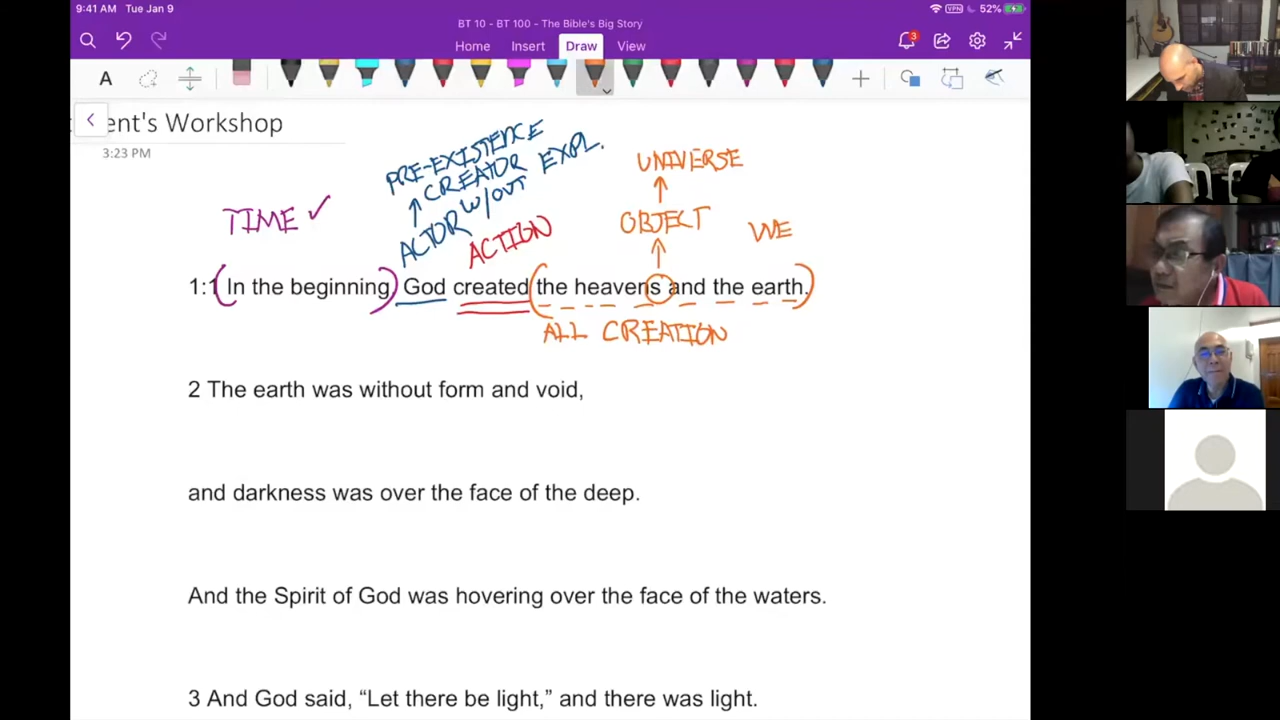 9:41 AM Tue Jan 9
VPN 52%
BT 10 - BT 100 - The Bible's Big Story
Home Insert Draw View
3
A
ent's Workshop
3:23 PM
PRE-EXISTENCE
CREATOR
W/OUT EXPL.
UNIVERSE
TIME ✓
ACTOR
ACTION
OBJECT
WE
1:1 (In the beginning) God created (the heavens and the earth.)
ALL CREATION
2 The earth was without form and void,
and darkness was over the face of the deep.
And the Spirit of God was hovering over the face of the waters.
3 And God said, “Let there be light,” and there was light.